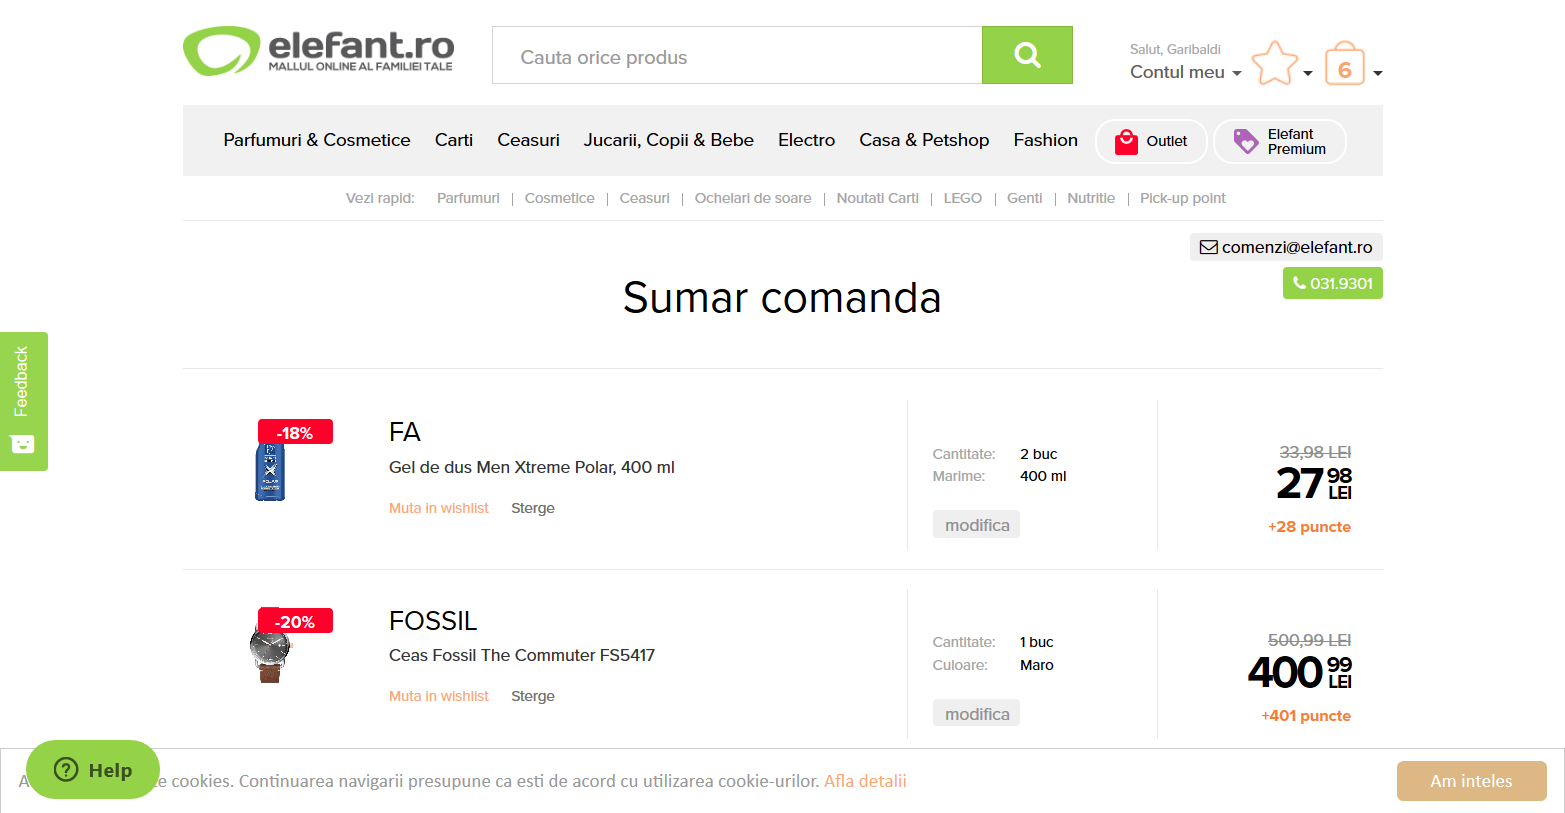 elefant.ro
MALLUL ONLINE AL FAMILIEI TALE
Cauta orice produs
Salut, Garibaldi
Contul meu
6
Parfumuri & Cosmetice Carti Ceasuri Jucarii, Copii & Bebe Electro Casa & Petshop Fashion Outlet Elefant Premium
Vezi rapid: Parfumuri | Cosmetice | Ceasuri | Ochelari de soare | Noutati Carti | LEGO | Genti | Nutritie | Pick-up point
comenzi@elefant.ro
031.9301
Sumar comanda
Feedback
-18%
POLAR
FA
Gel de dus Men Xtreme Polar, 400 ml
Muta in wishlist Sterge
Cantitate: 2 buc
Marime: 400 ml
modifica
33,98 LEI
27 98 LEI
+28 puncte
-20%
FOSSIL
Ceas Fossil The Commuter FS5417
Muta in wishlist Sterge
Cantitate: 1 buc
Culoare: Maro
modifica
500,99 LEI
400 99 LEI
+401 puncte
Help
cookies. Continuarea navigarii presupune ca esti de acord cu utilizarea cookie-urilor. Afla detalii
Am inteles